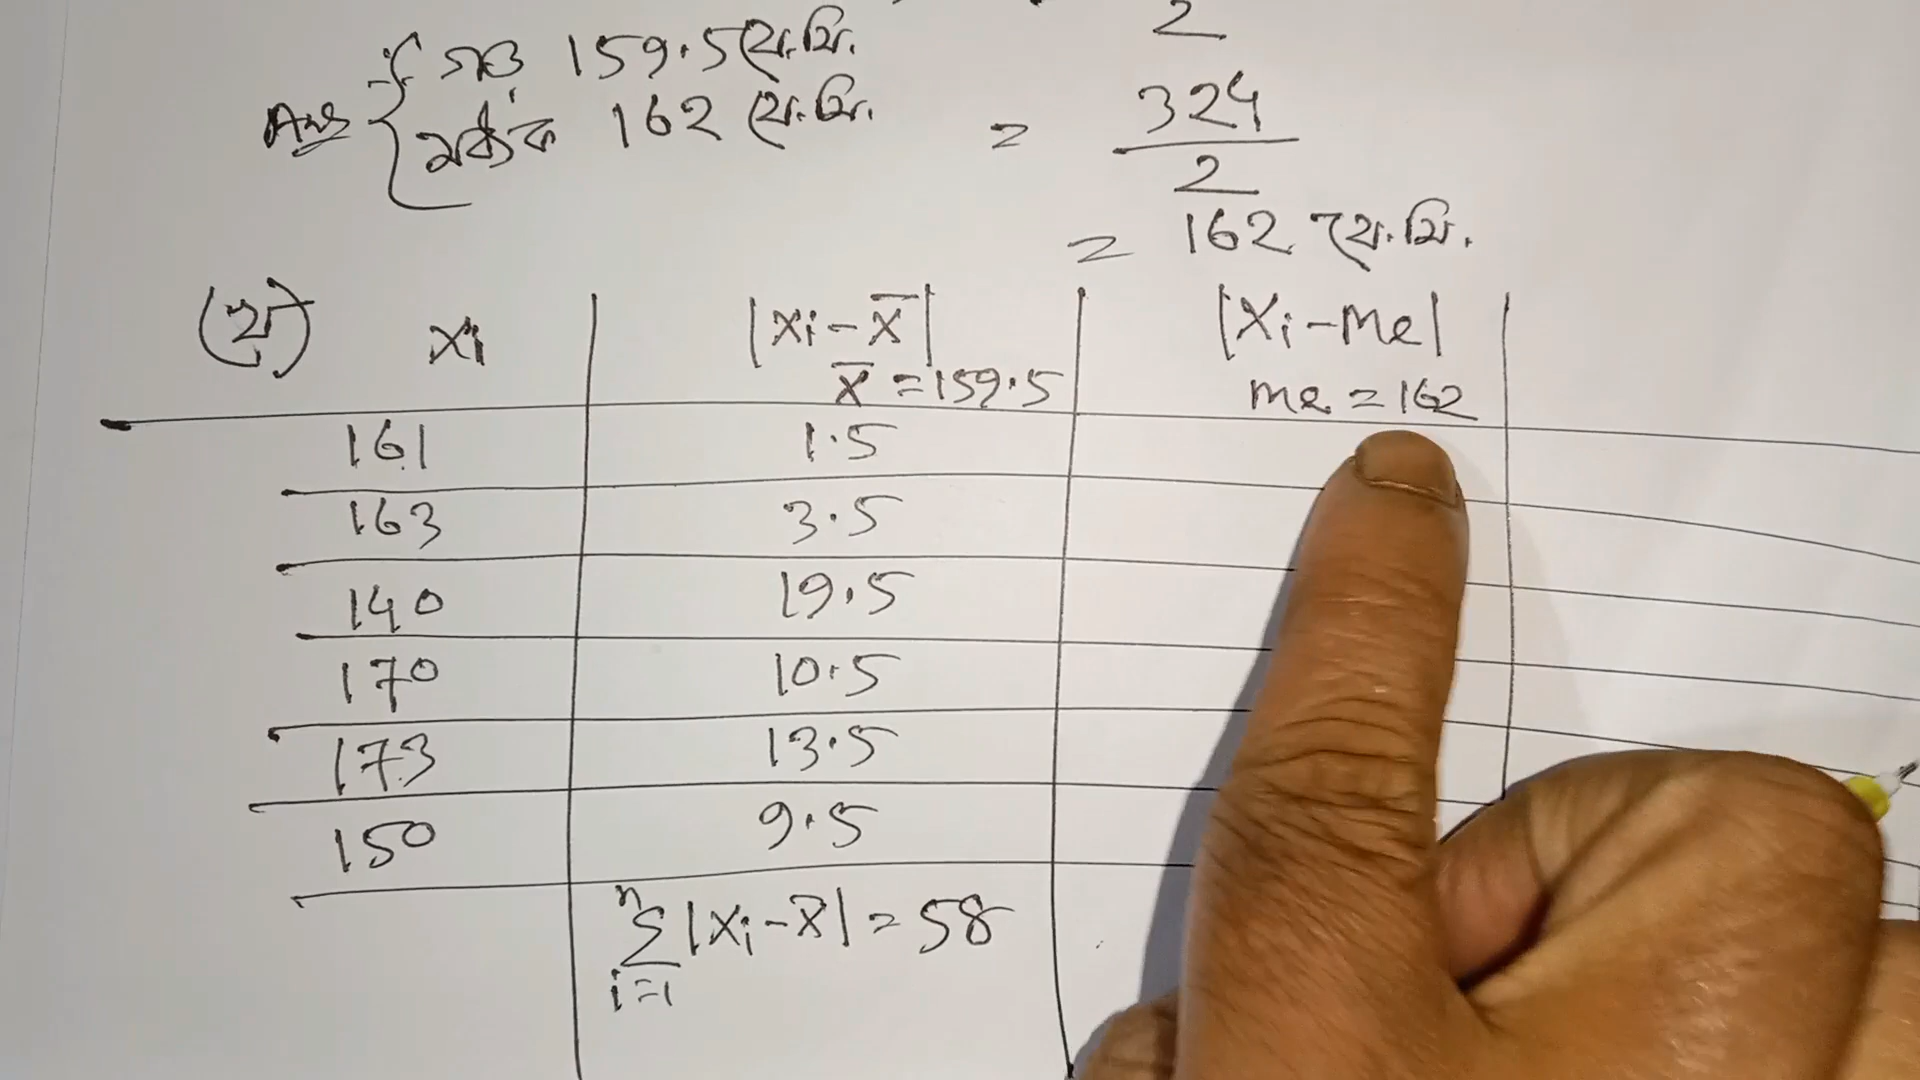 2
গড় 159.5 সে.মি.
Ans মধ্যক 162 সে.মি.
= 324
2
= 162 সে.মি.
(খ) xi |xi - x̄| |xi - me|
x̄ = 159.5 me = 162
161 1.5
163 3.5
140 19.5
170 10.5
173 13.5
150 9.5
n
Σ |xi - x̄| = 58
i=1